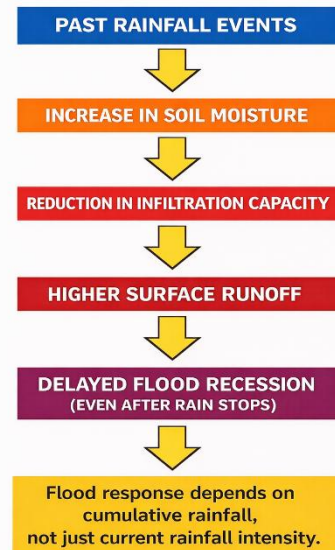 PAST RAINFALL EVENTS
INCREASE IN SOIL MOISTURE
REDUCTION IN INFILTRATION CAPACITY
HIGHER SURFACE RUNOFF
DELAYED FLOOD RECESSION
(EVEN AFTER RAIN STOPS)
Flood response depends on
cumulative rainfall,
not just current rainfall intensity.